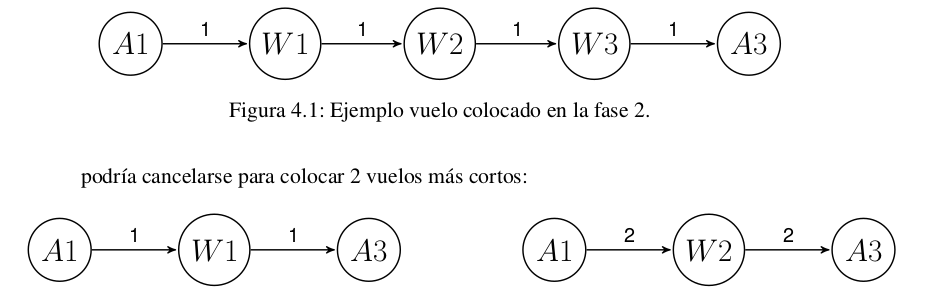 A1 1 W1 1 W2 1 W3 1 A3
Figura 4.1: Ejemplo vuelo colocado en la fase 2.
podría cancelarse para colocar 2 vuelos más cortos:
A1 1 W1 1 A3
A1 2 W2 2 A3